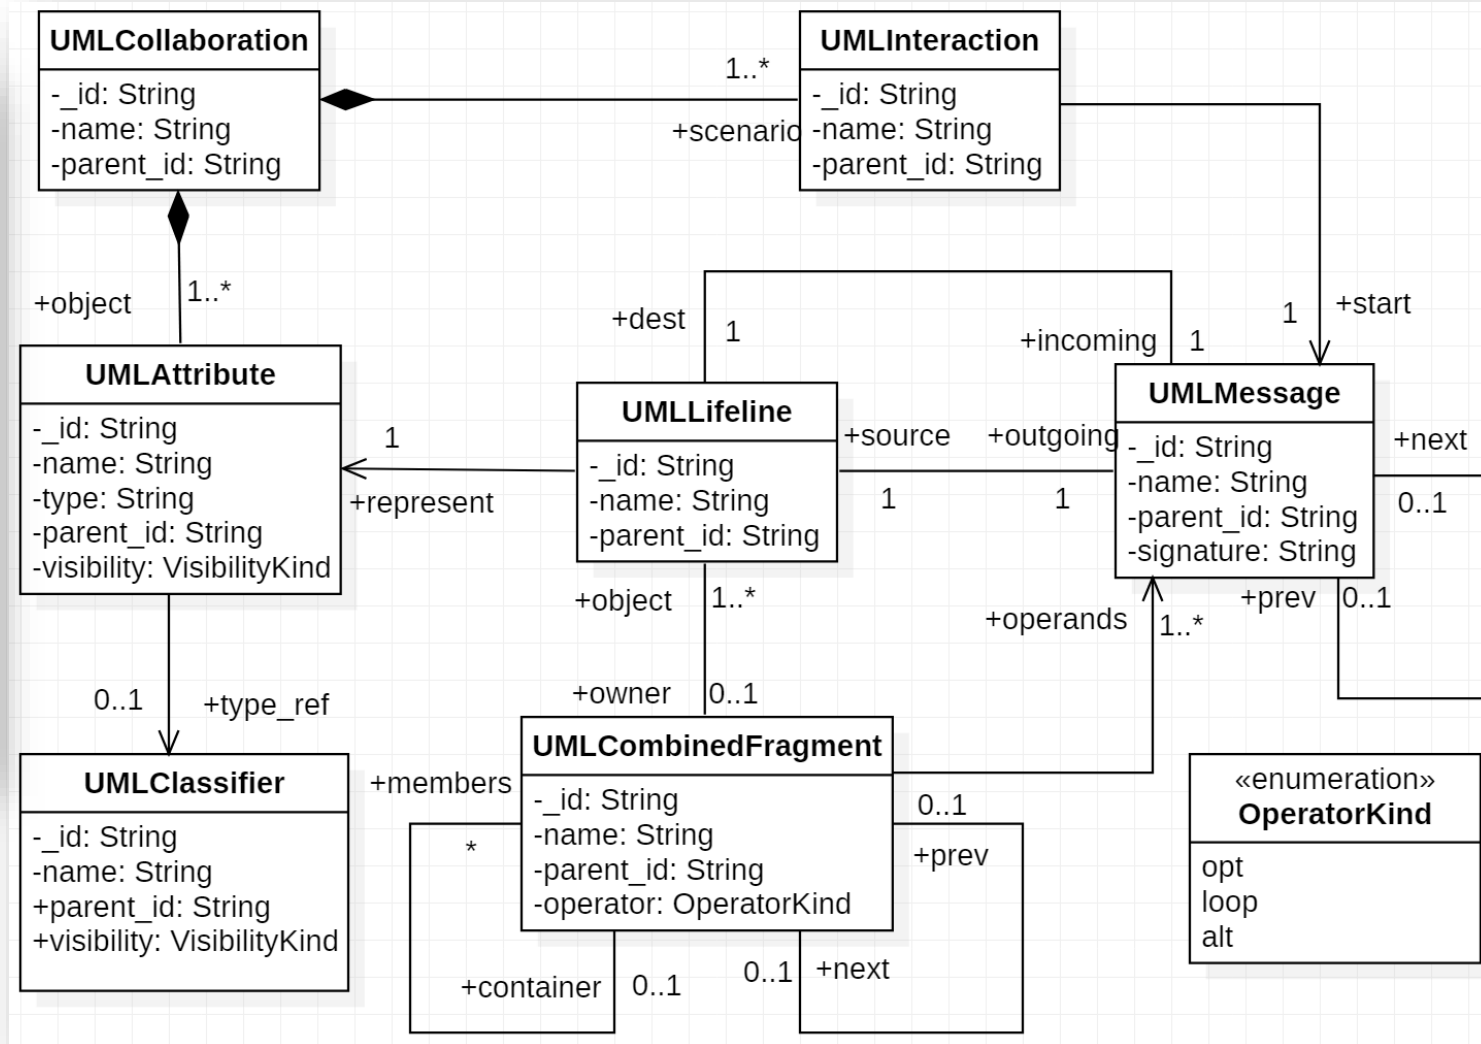 UMLCollaboration
-_id: String
-name: String
-parent_id: String
1..*
+scenario
UMLInteraction
-_id: String
-name: String
-parent_id: String
+object
1..*
+dest
1
+incoming
1
1
+start
UMLAttribute
-_id: String
-name: String
-type: String
-parent_id: String
-visibility: VisibilityKind
1
+represent
UMLLifeline
-_id: String
-name: String
-parent_id: String
+source
+outgoing
1
1
UMLMessage
-_id: String
-name: String
-parent_id: String
-signature: String
+next
0..1
+object
1..*
+operands
1..*
+prev
0..1
0..1
+type_ref
+owner
0..1
UMLClassifier
-_id: String
-name: String
+parent_id: String
+visibility: VisibilityKind
+members
*
UMLCombinedFragment
-_id: String
-name: String
-parent_id: String
-operator: OperatorKind
0..1
+prev
+container
0..1
0..1
+next
«enumeration»
OperatorKind
opt
loop
alt